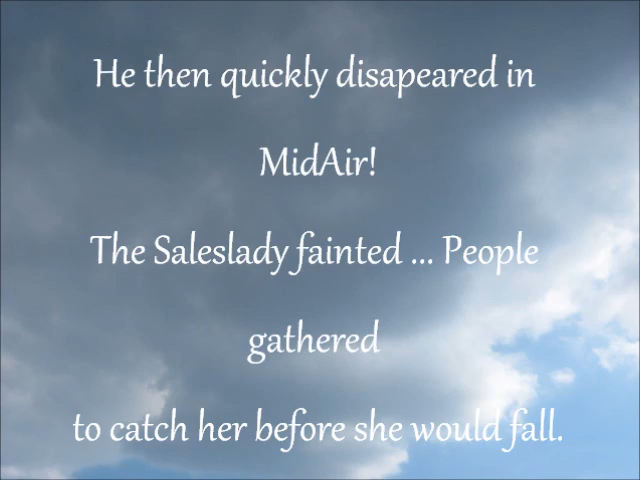 He then quickly disapeared in
MidAir!
The Saleslady fainted ... People
gathered
to catch her before she would fall.